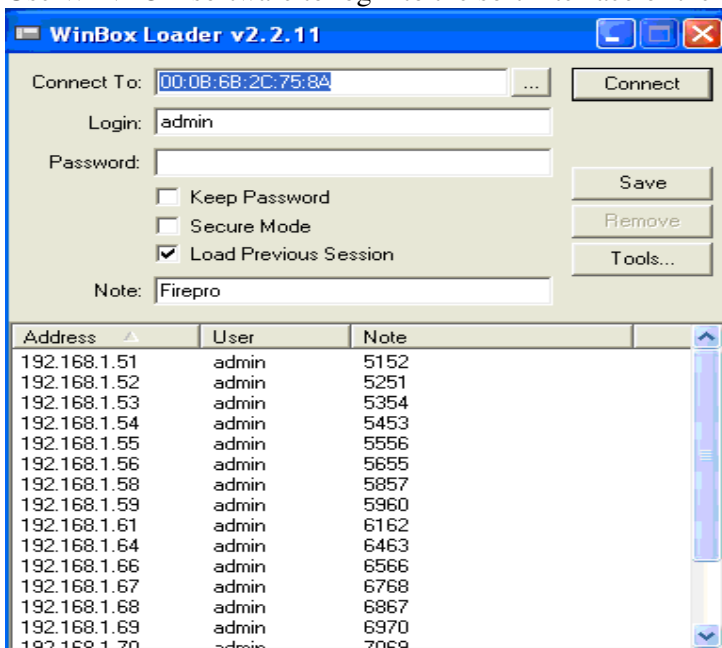 WinBox Loader v2.2.11
Connect To: 00:0B:6B:2C:75:8A ... Connect
Login: admin
Password:
Keep Password
Save
Secure Mode
Remove
Load Previous Session
Tools...
Note: Firepro
Address User Note
192.168.1.51 admin 5152
192.168.1.52 admin 5251
192.168.1.53 admin 5354
192.168.1.54 admin 5453
192.168.1.55 admin 5556
192.168.1.56 admin 5655
192.168.1.58 admin 5857
192.168.1.59 admin 5960
192.168.1.61 admin 6162
192.168.1.64 admin 6463
192.168.1.66 admin 6566
192.168.1.67 admin 6768
192.168.1.68 admin 6867
192.168.1.69 admin 6970
192.168.1.70 admin 7069